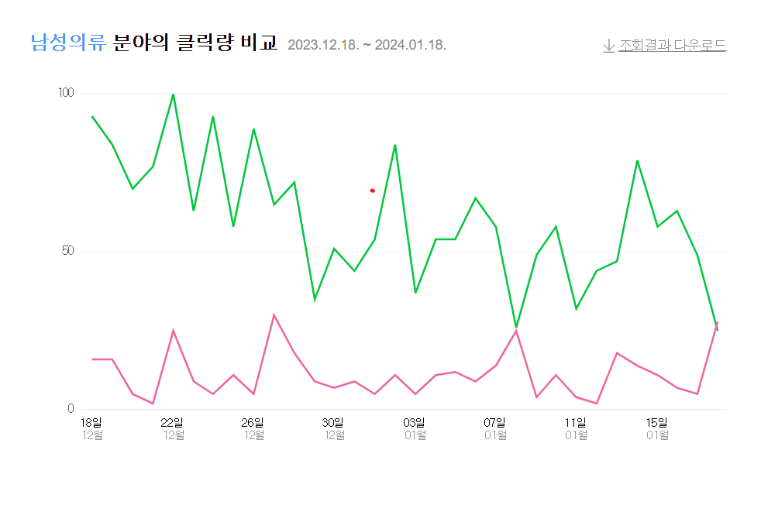 남성의류 분야의 클릭량 비교 2023.12.18. ~ 2024.01.18.
조회결과 다운로드
100
50
0
18일 22일 26일 30일 03일 07일 11일 15일
12월 12월 12월 12월 01월 01월 01월 01월